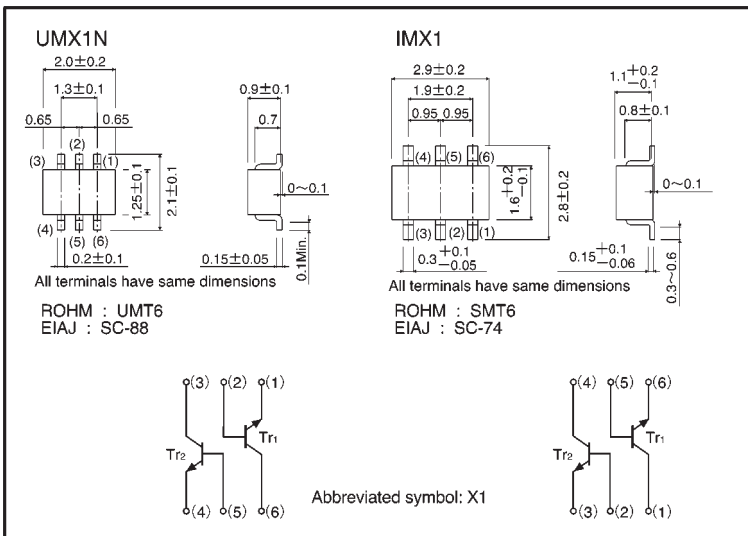 UMX1N
2.0±0.2
1.3±0.1
0.65
0.65
(3)
(2)
(1)
(4)
(5)
(6)
1.25±0.1
2.1±0.1
0.2±0.1
0.9±0.1
0.7
0~0.1
0.15±0.05
0.1Min.
All terminals have same dimensions
ROHM : UMT6
EIAJ : SC-88
IMX1
2.9±0.2
1.9±0.2
0.95 0.95
(4) (5) (6)
(3) (2) (1)
1.6+0.2−0.1
2.8±0.2
0.3+0.1−0.05
1.1+0.2−0.1
0.8±0.1
0~0.1
0.15+0.1−0.06
0.3~0.6
All terminals have same dimensions
ROHM : SMT6
EIAJ : SC-74
(3) (2) (1)
Tr2
Tr1
(4) (5) (6)
Abbreviated symbol: X1
(4) (5) (6)
Tr2
Tr1
(3) (2) (1)